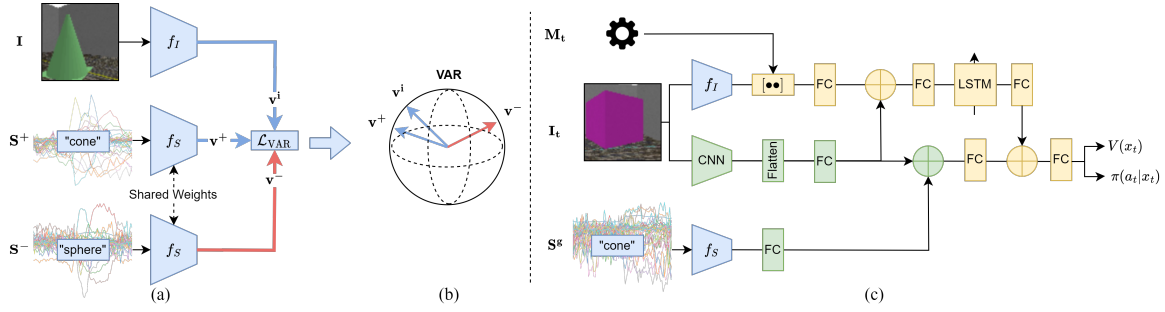 I
f_I
v^i
S^+
"cone"
f_S
v^+
L_VAR
v^-
Shared Weights
S^-
"sphere"
f_S
(a)
VAR
v^i
v^+
v^-
(b)
M_t
I_t
f_I
[●●]
FC
FC
LSTM
FC
CNN
Flatten
FC
FC
FC
V(x_t)
π(a_t|x_t)
S^g
"cone"
f_S
FC
(c)